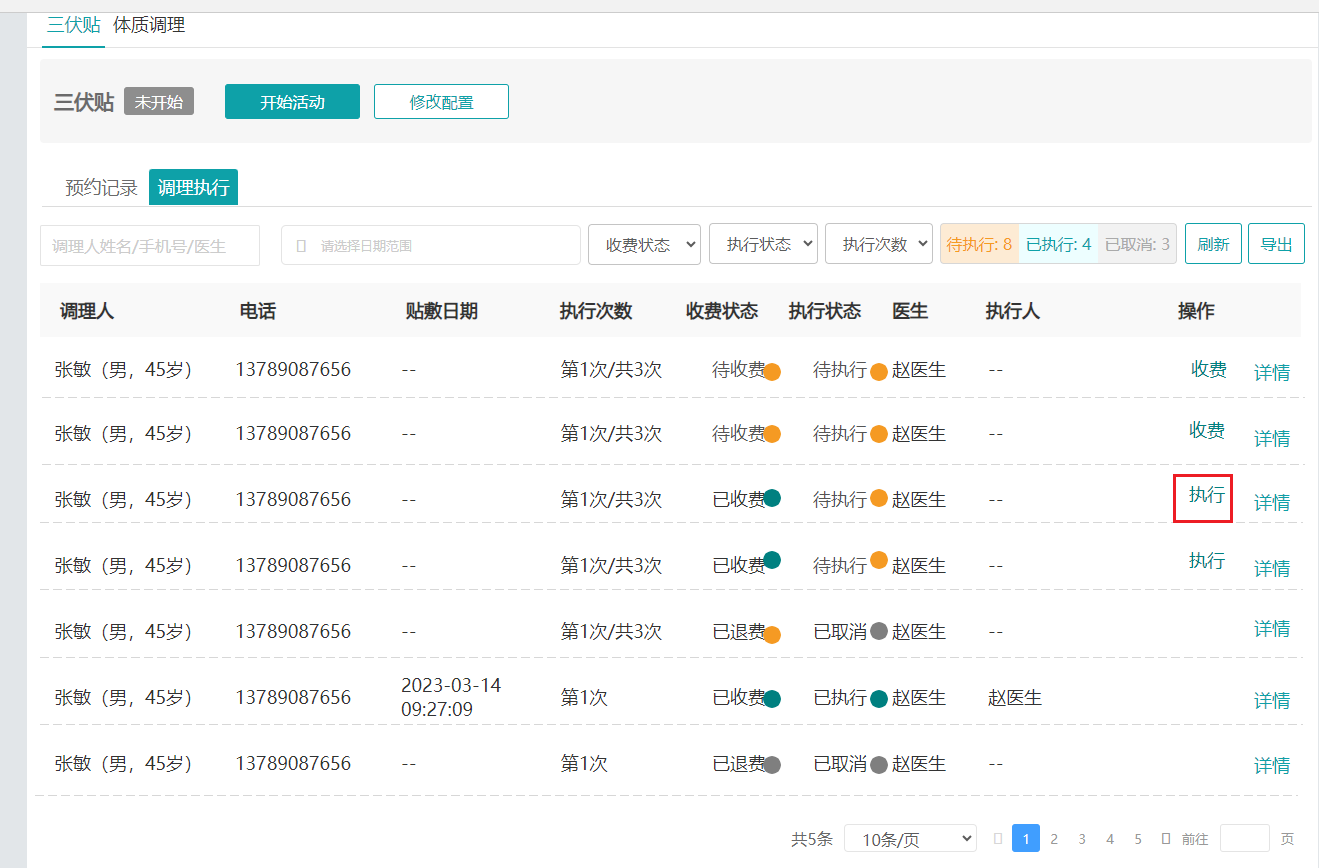 三伏贴 体质调理
三伏贴 未开始 开始活动 修改配置
预约记录 调理执行
调理人姓名/手机号/医生 请选择日期范围 收费状态 执行状态 执行次数 待执行: 8 已执行: 4 已取消: 3 刷新 导出
调理人 电话 贴敷日期 执行次数 收费状态 执行状态 医生 执行人 操作
张敏（男，45岁） 13789087656 -- 第1次/共3次 待收费 待执行 赵医生 -- 收费 详情
张敏（男，45岁） 13789087656 -- 第1次/共3次 待收费 待执行 赵医生 -- 收费 详情
张敏（男，45岁） 13789087656 -- 第1次/共3次 已收费 待执行 赵医生 -- 执行 详情
张敏（男，45岁） 13789087656 -- 第1次/共3次 已收费 待执行 赵医生 -- 执行 详情
张敏（男，45岁） 13789087656 -- 第1次/共3次 已退费 已取消 赵医生 -- 详情
张敏（男，45岁） 13789087656 2023-03-14 09:27:09 第1次 已收费 已执行 赵医生 赵医生 详情
张敏（男，45岁） 13789087656 -- 第1次 已退费 已取消 赵医生 -- 详情
共5条 10条/页 1 2 3 4 5 前往 页